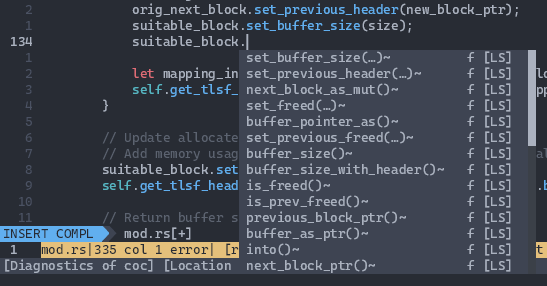 2 orig_next_block.set_previous_header(new_block_ptr);
1 suitable_block.set_buffer_size(size);
134 suitable_block.
1 set_buffer_size(…)~ f [LS]
2 let mapping_in set_previous_header(…)~ f [LS]
3 self.get_tlsf_ next_block_as_mut()~ f [LS]
4 } set_freed(…)~ f [LS]
5 buffer_pointer_as()~ f [LS]
6 // Update allocate set_previous_freed(…)~ f [LS]
7 // Add memory usag buffer_size()~ f [LS]
8 suitable_block.set buffer_size_with_header()~ f [LS]
9 self.get_tlsf_head is_freed()~ f [LS]
10 is_prev_freed()~ f [LS]
11 // Return buffer s previous_block_ptr()~ f [LS]
INSERT COMPL mod.rs[+] buffer_as_ptr()~ f [LS]
1 mod.rs|335 col 1 error| [r into()~ f [LS] t
[Diagnostics of coc] [Location next_block_ptr()~ f [LS]